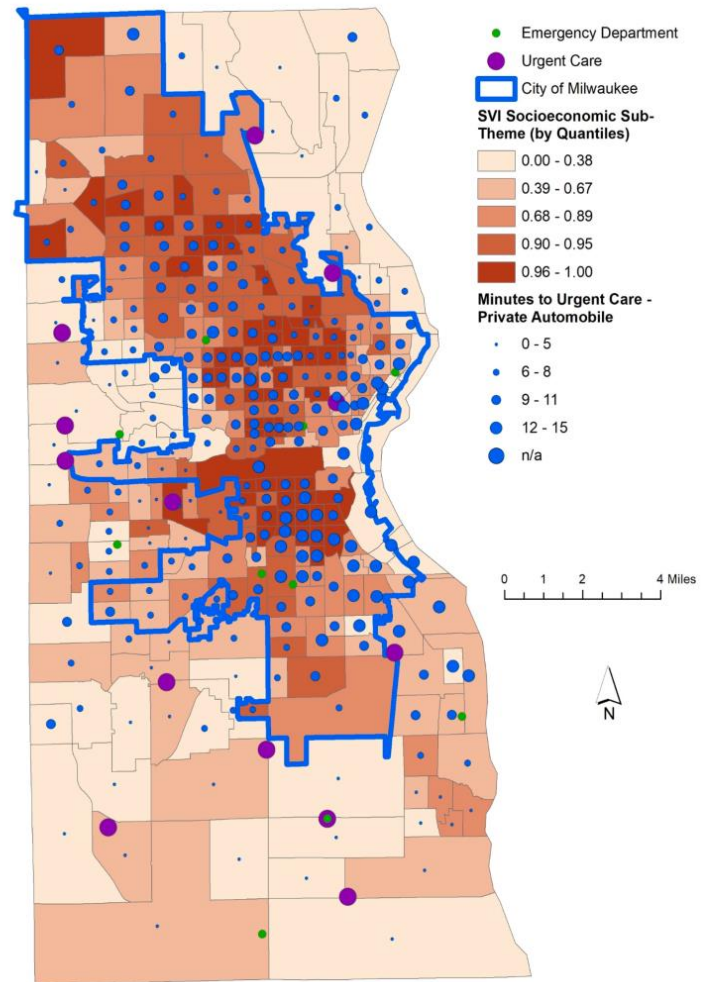 Emergency Department
Urgent Care
City of Milwaukee
SVI Socioeconomic Sub-
Theme (by Quantiles)
0.00 - 0.38
0.39 - 0.67
0.68 - 0.89
0.90 - 0.95
0.96 - 1.00
Minutes to Urgent Care -
Private Automobile
0 - 5
6 - 8
9 - 11
12 - 15
n/a
0 1 2 4 Miles
N